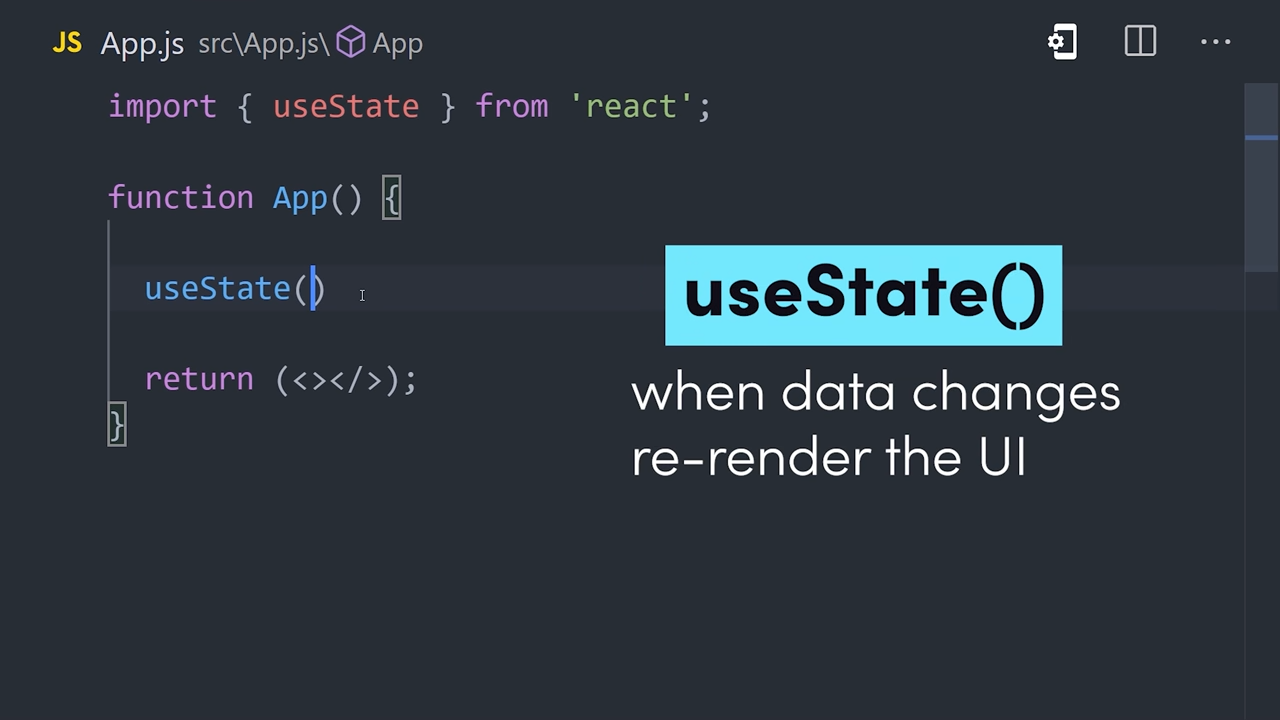 JS App.js src\App.js\ App
import { useState } from 'react';
function App() {
useState()
return (<></>);
}
useState()
when data changes
re-render the UI